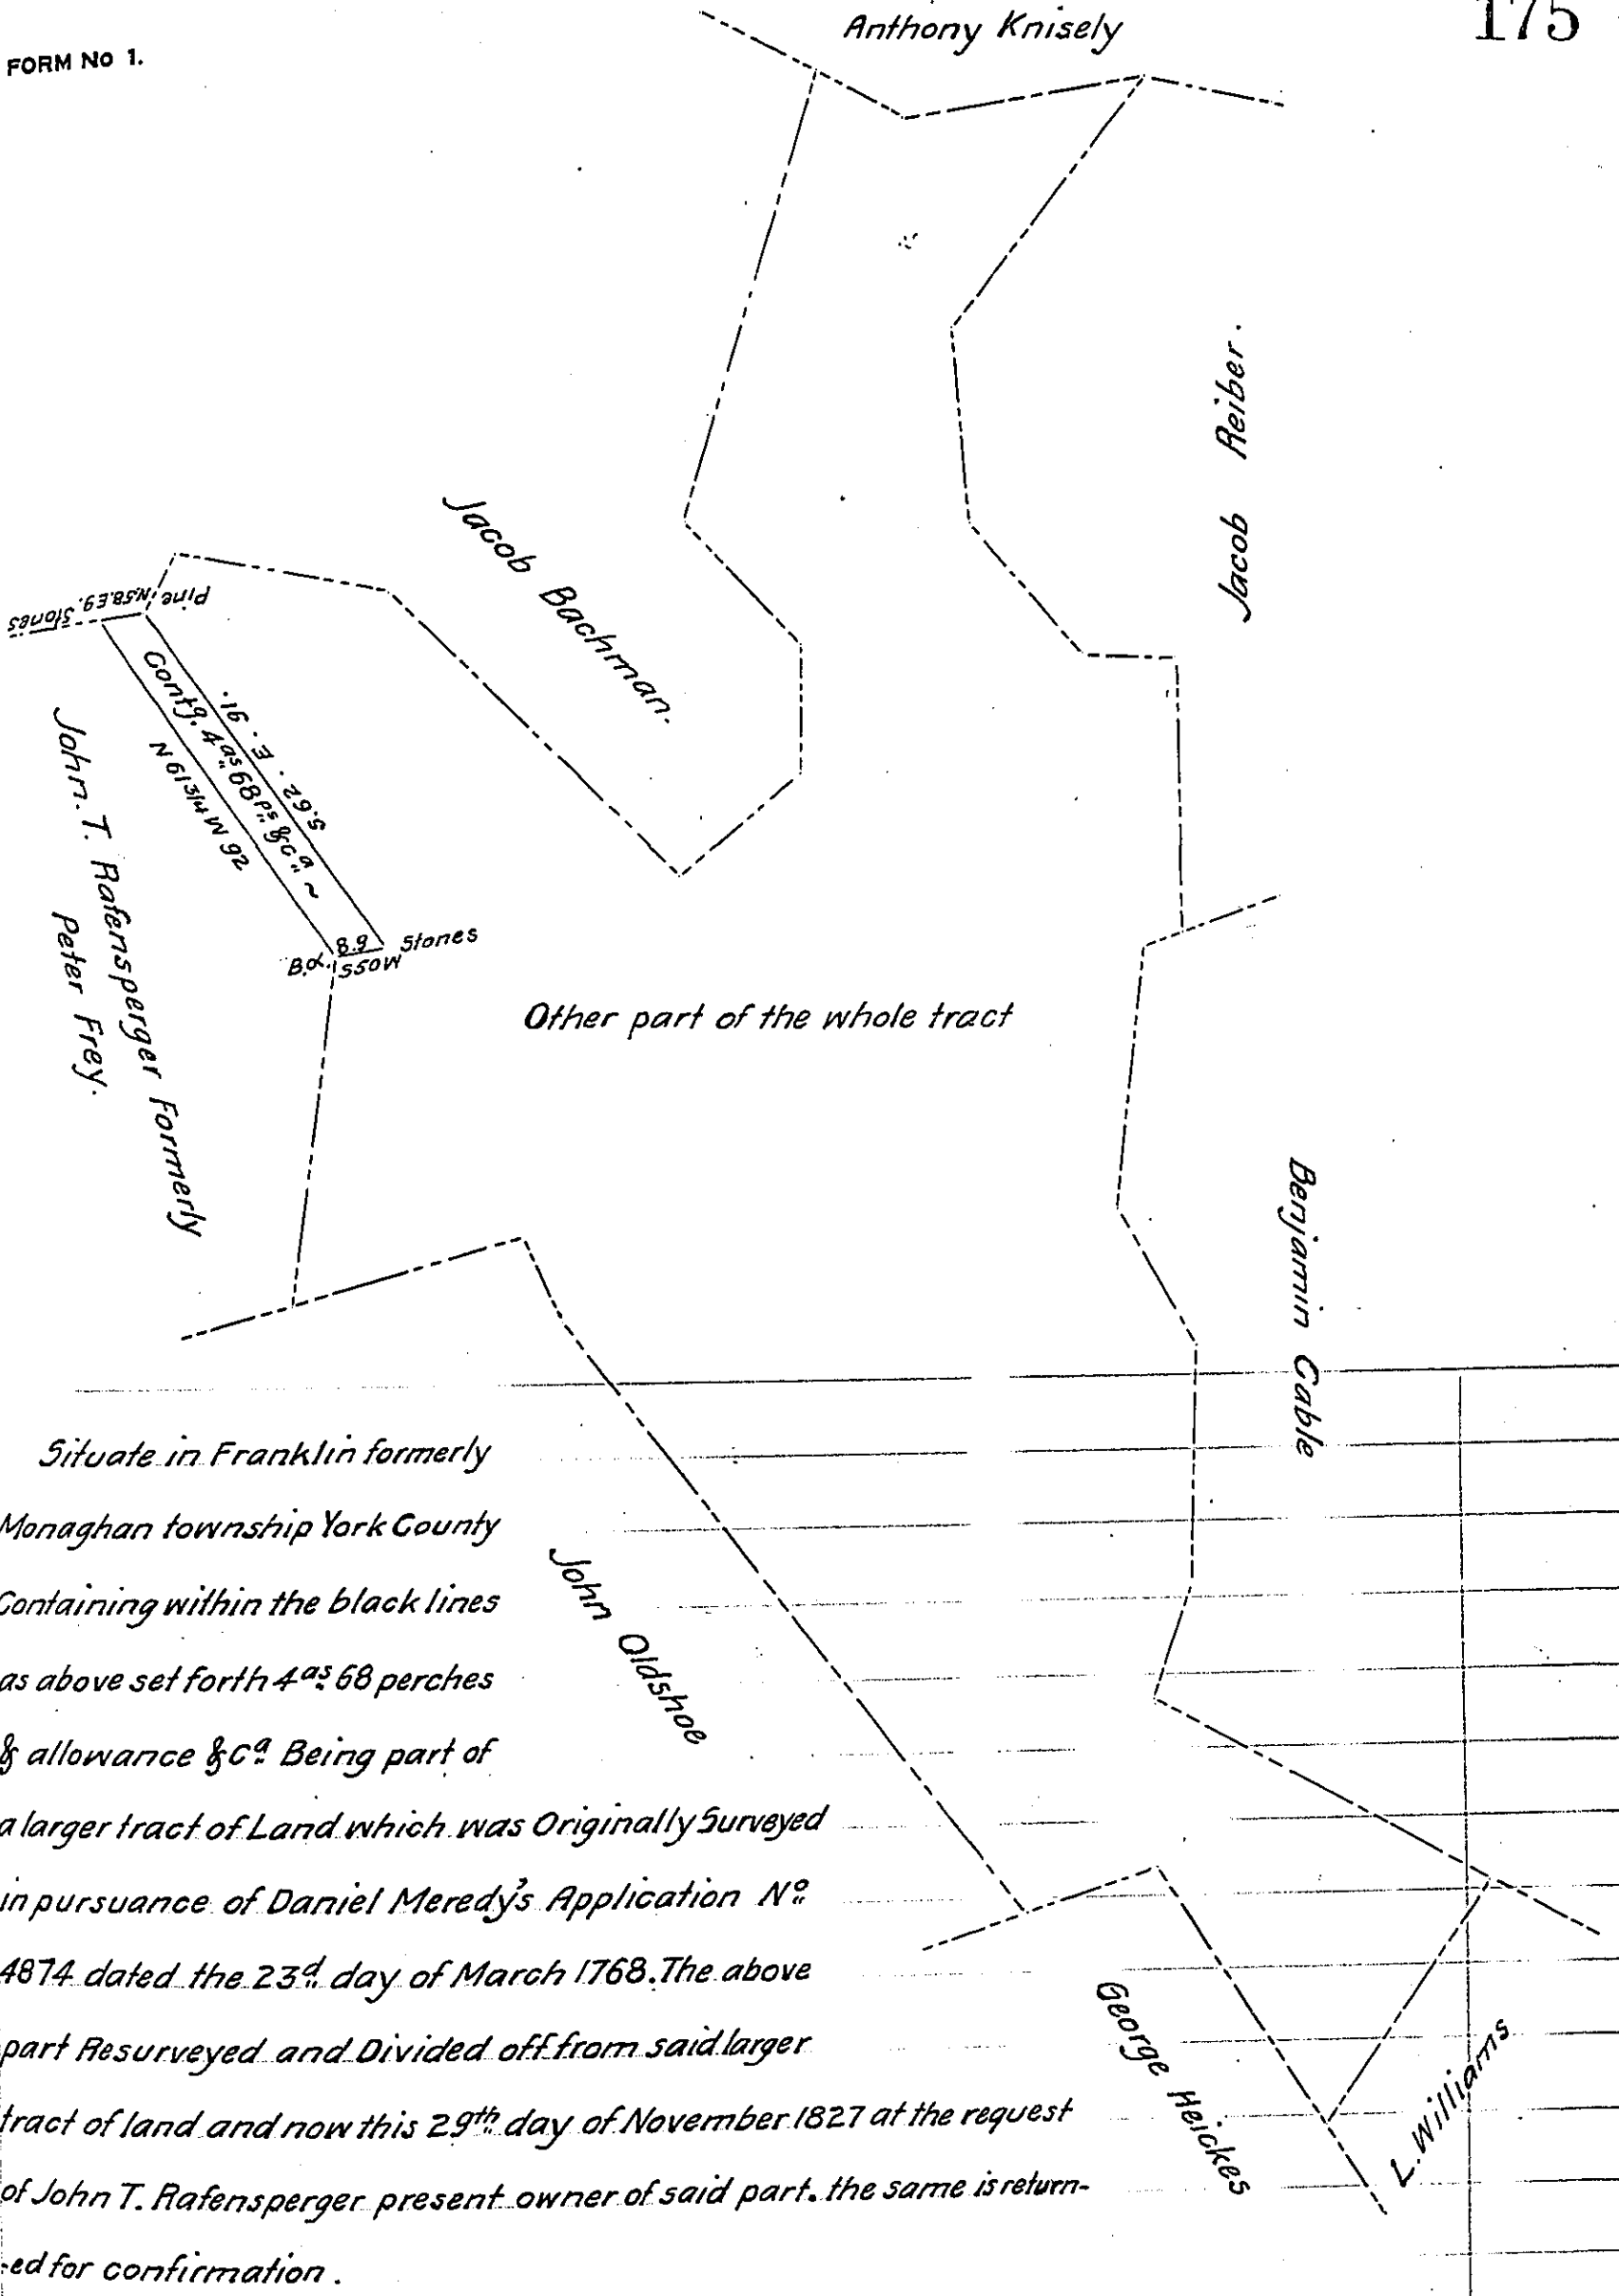 175
FORM No 1.
Anthony Knisely
Jacob Reiber.
Jacob Bachman.
Stones
N58.E9.
Pine
S.62.E.91.
Contg. 4as 68ps &ca ~
N 61 3/4 W 92
John. T. Rafensperger Formerly
Peter Frey.
B.O.
8.9
S50W
Stones
Other part of the whole tract
Benjamin Cable
John Oldshoe
George Heickes
L. Williams
Situate in Franklin formerly
Monaghan township York County
Containing within the black lines
as above set forth 4as 68 perches
& allowance &ca Being part of
a larger tract of Land which was Originally Surveyed
in pursuance of Daniel Meredy's Application No
4874 dated the 23d day of March 1768. The above
part Resurveyed and Divided off from said larger
tract of land and now this 29th day of November 1827 at the request
of John T. Rafensperger present owner of said part. the same is return-
-ed for confirmation.